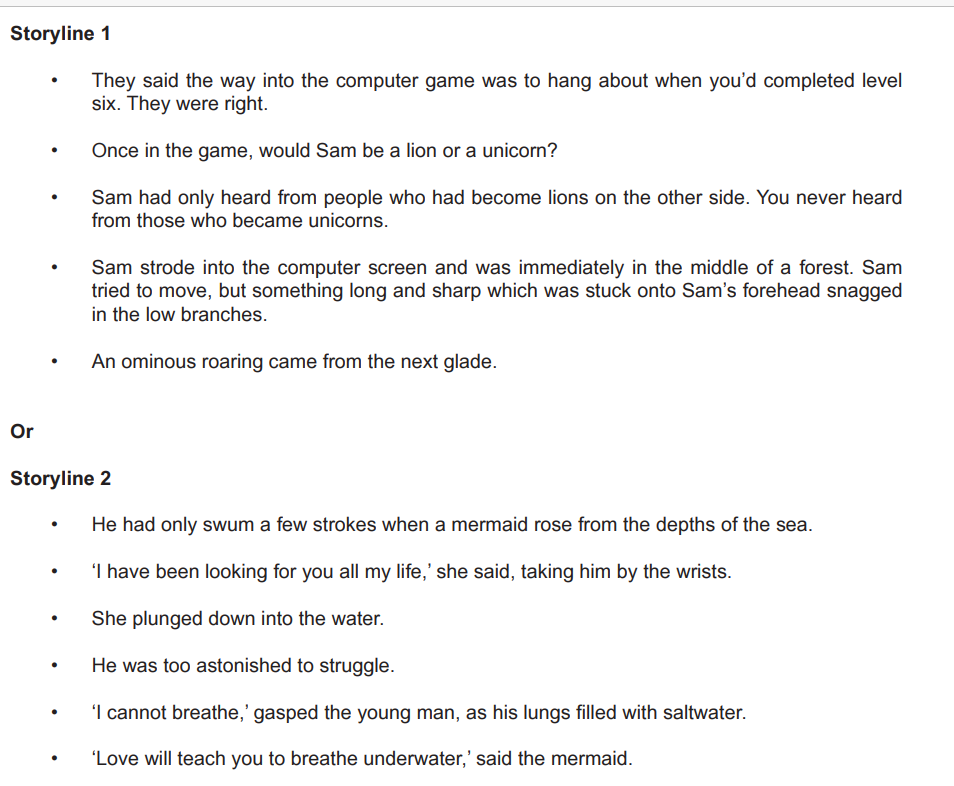 Storyline 1
• They said the way into the computer game was to hang about when you’d completed level
six. They were right.
• Once in the game, would Sam be a lion or a unicorn?
• Sam had only heard from people who had become lions on the other side. You never heard
from those who became unicorns.
• Sam strode into the computer screen and was immediately in the middle of a forest. Sam
tried to move, but something long and sharp which was stuck onto Sam’s forehead snagged
in the low branches.
• An ominous roaring came from the next glade.
Or
Storyline 2
• He had only swum a few strokes when a mermaid rose from the depths of the sea.
• ‘I have been looking for you all my life,’ she said, taking him by the wrists.
• She plunged down into the water.
• He was too astonished to struggle.
• ‘I cannot breathe,’ gasped the young man, as his lungs filled with saltwater.
• ‘Love will teach you to breathe underwater,’ said the mermaid.